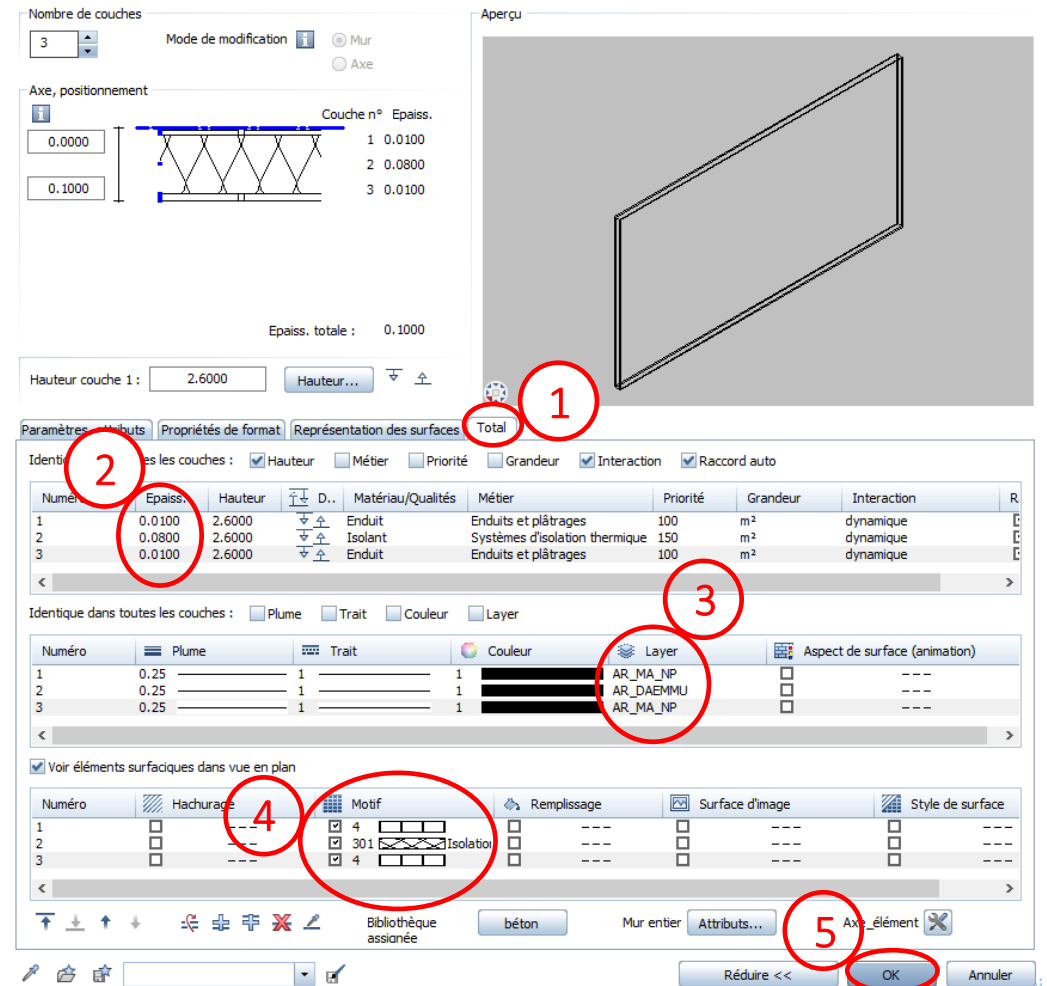 Nombre de couches
3
Mode de modification
Mur
Axe
Axe, positionnement
Couche n° Epaiss.
0.0000
1 0.0100
2 0.0800
0.1000
3 0.0100
Epaiss. totale : 0.1000
Hauteur couche 1 : 2.6000 Hauteur...
Aperçu
1
Paramètres, attributs Propriétés de format Représentation des surfaces Total
2
les couches : Hauteur Métier Priorité Grandeur Interaction Raccord auto
Epaiss. Hauteur D.. Matériau/Qualités Métier Priorité Grandeur Interaction R
1 0.0100 2.6000 Enduit Enduits et plâtrages 100 m² dynamique
2 0.0800 2.6000 Isolant Systèmes d'isolation thermique 150 m² dynamique
3 0.0100 2.6000 Enduit Enduits et plâtrages 100 m² dynamique
3
Identique dans toutes les couches : Plume Trait Couleur Layer
Numéro Plume Trait Couleur Layer Aspect de surface (animation)
1 0.25 1 1 AR_MA_NP ---
2 0.25 1 1 AR_DAEMMU ---
3 0.25 1 1 AR_MA_NP ---
Voir éléments surfaciques dans vue en plan
4
Numéro Hachurage Motif Remplissage Surface d'image Style de surface
1 --- 4 --- --- ---
2 --- 301 Isolation --- --- ---
3 --- 4 --- --- ---
Bibliothèque assignée béton Mur entier Attributs... Axe_élément
5
Réduire << OK Annuler